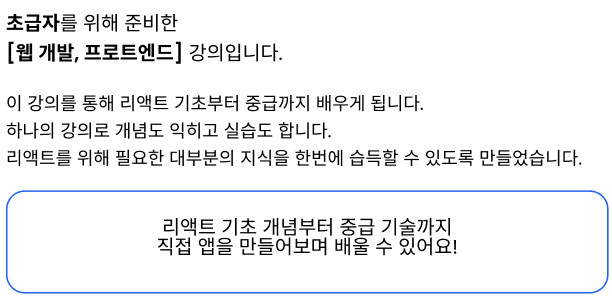 초급자를 위해 준비한
[웹 개발, 프로트엔드] 강의입니다.
이 강의를 통해 리액트 기초부터 중급까지 배우게 됩니다.
하나의 강의로 개념도 익히고 실습도 합니다.
리액트를 위해 필요한 대부분의 지식을 한번에 습득할 수 있도록 만들었습니다.
리액트 기초 개념부터 중급 기술까지
직접 앱을 만들어보며 배울 수 있어요!